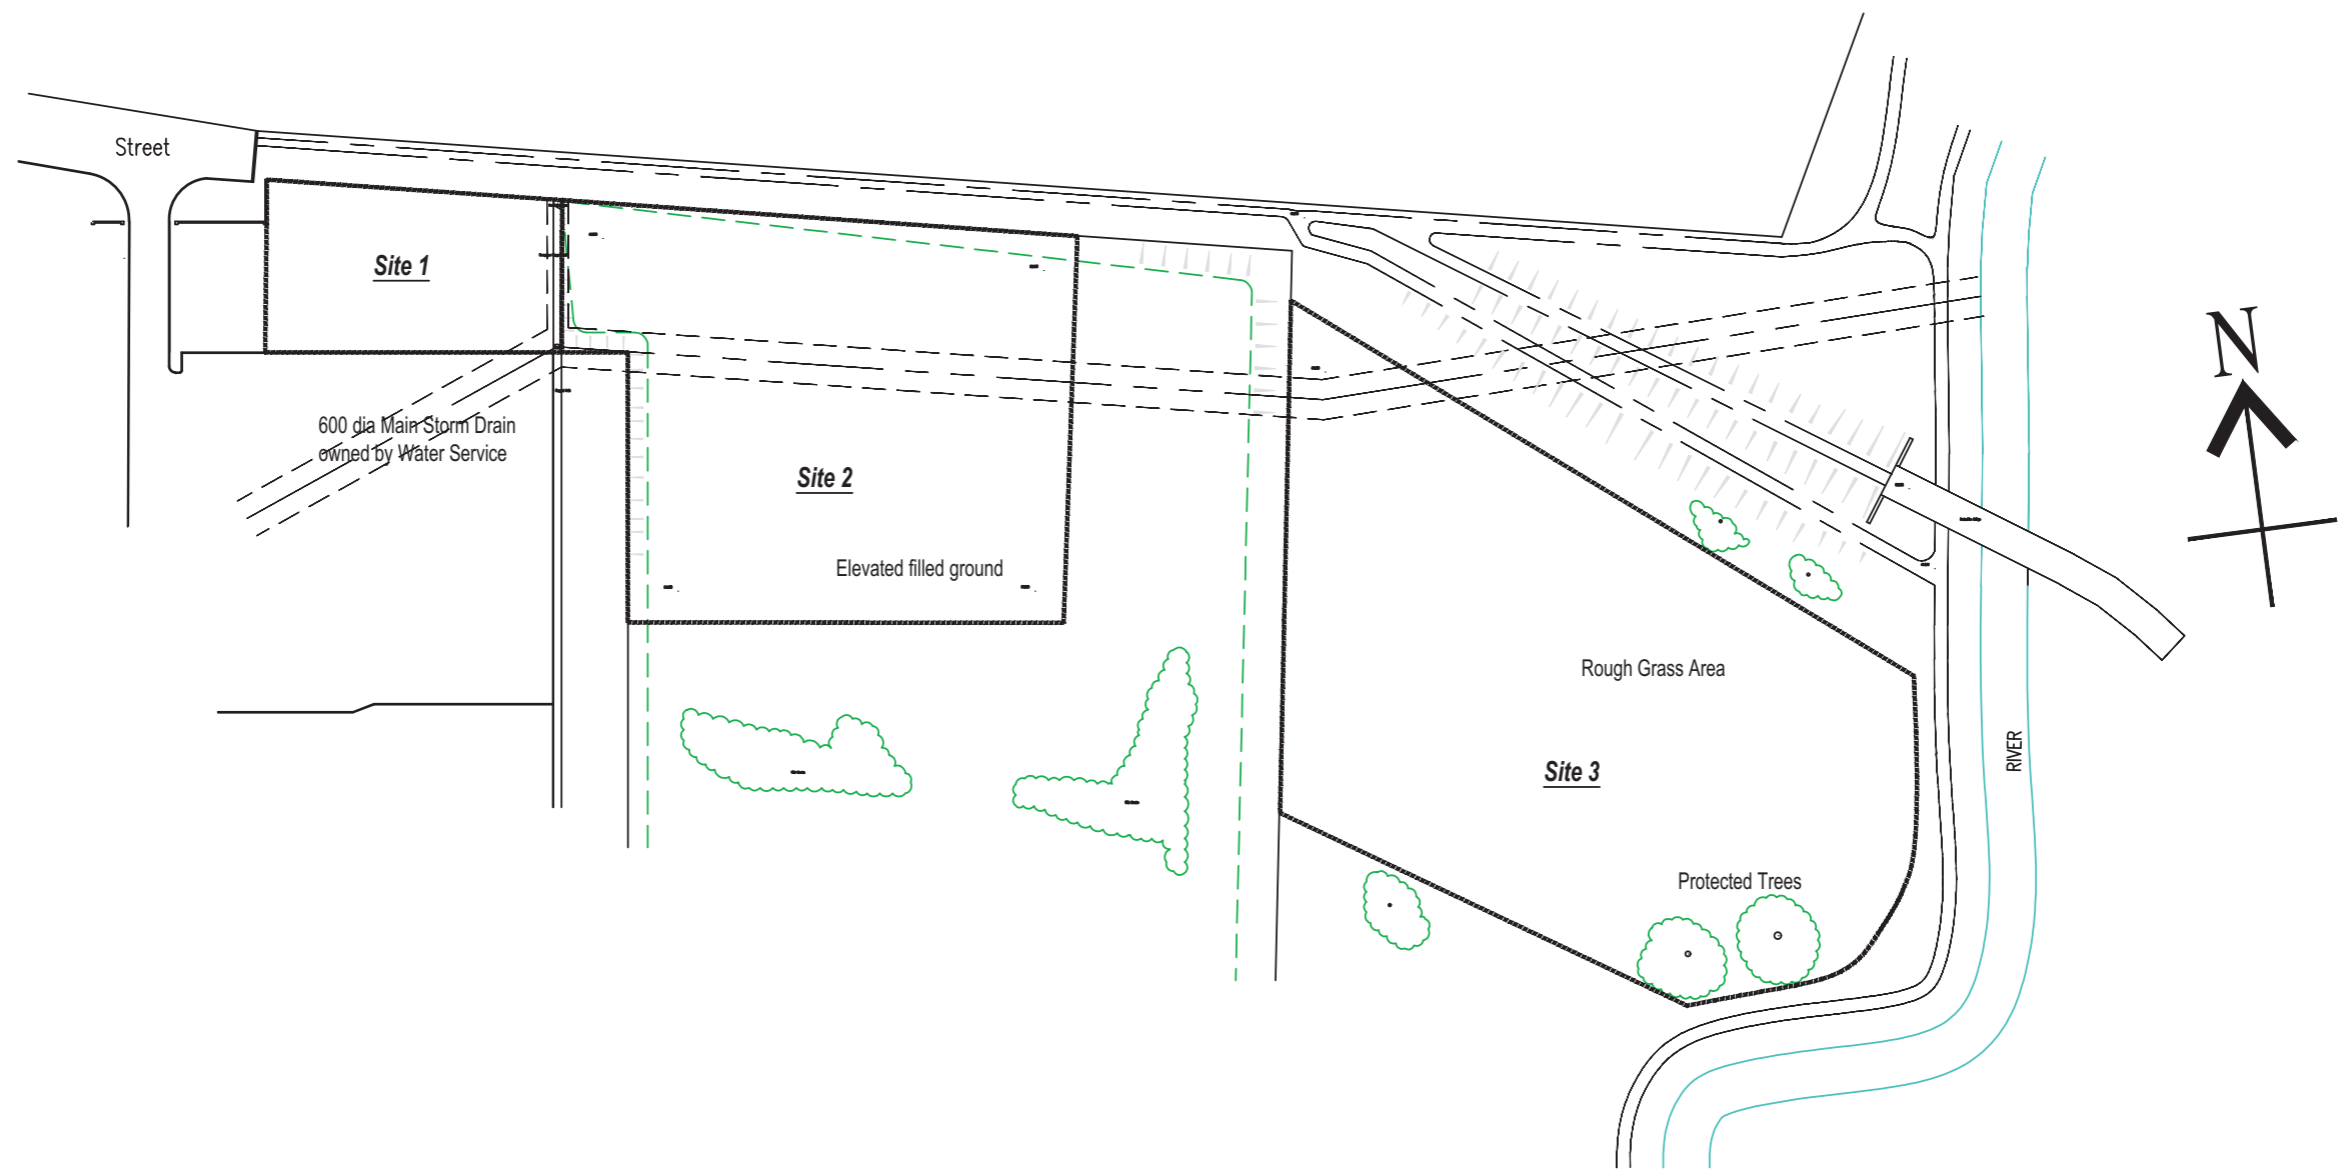 Street
Site 1
600 dia Main Storm Drain
owned by Water Service
Site 2
Elevated filled ground
N
Rough Grass Area
Site 3
RIVER
Protected Trees